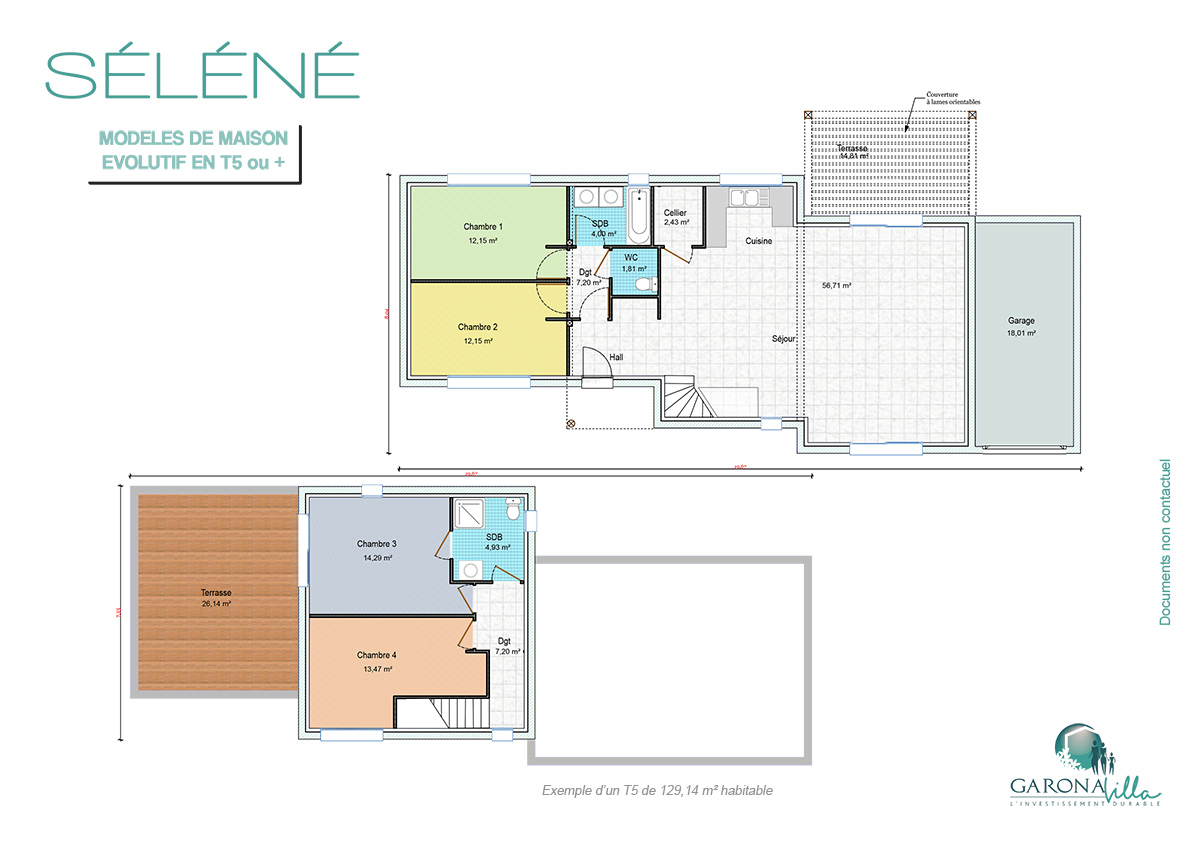 SÉLÉNÉ
MODELES DE MAISON
EVOLUTIF EN T5 ou +
Couverture
à lames orientables
Terrasse
14,81 m²
Chambre 1
12,15 m²
SDB
4,00 m²
Cellier
2,43 m²
Cuisine
WC
1,81 m²
Dgt
7,20 m²
56,71 m²
Chambre 2
12,15 m²
Garage
18,01 m²
Séjour
Hall
Chambre 3
14,29 m²
SDB
4,93 m²
Terrasse
26,14 m²
Dgt
7,20 m²
Chambre 4
13,47 m²
Documents non contactuel
Exemple d'un T5 de 129,14 m² habitable
GARONA Villa
L'INVESTISSEMENT DURABLE